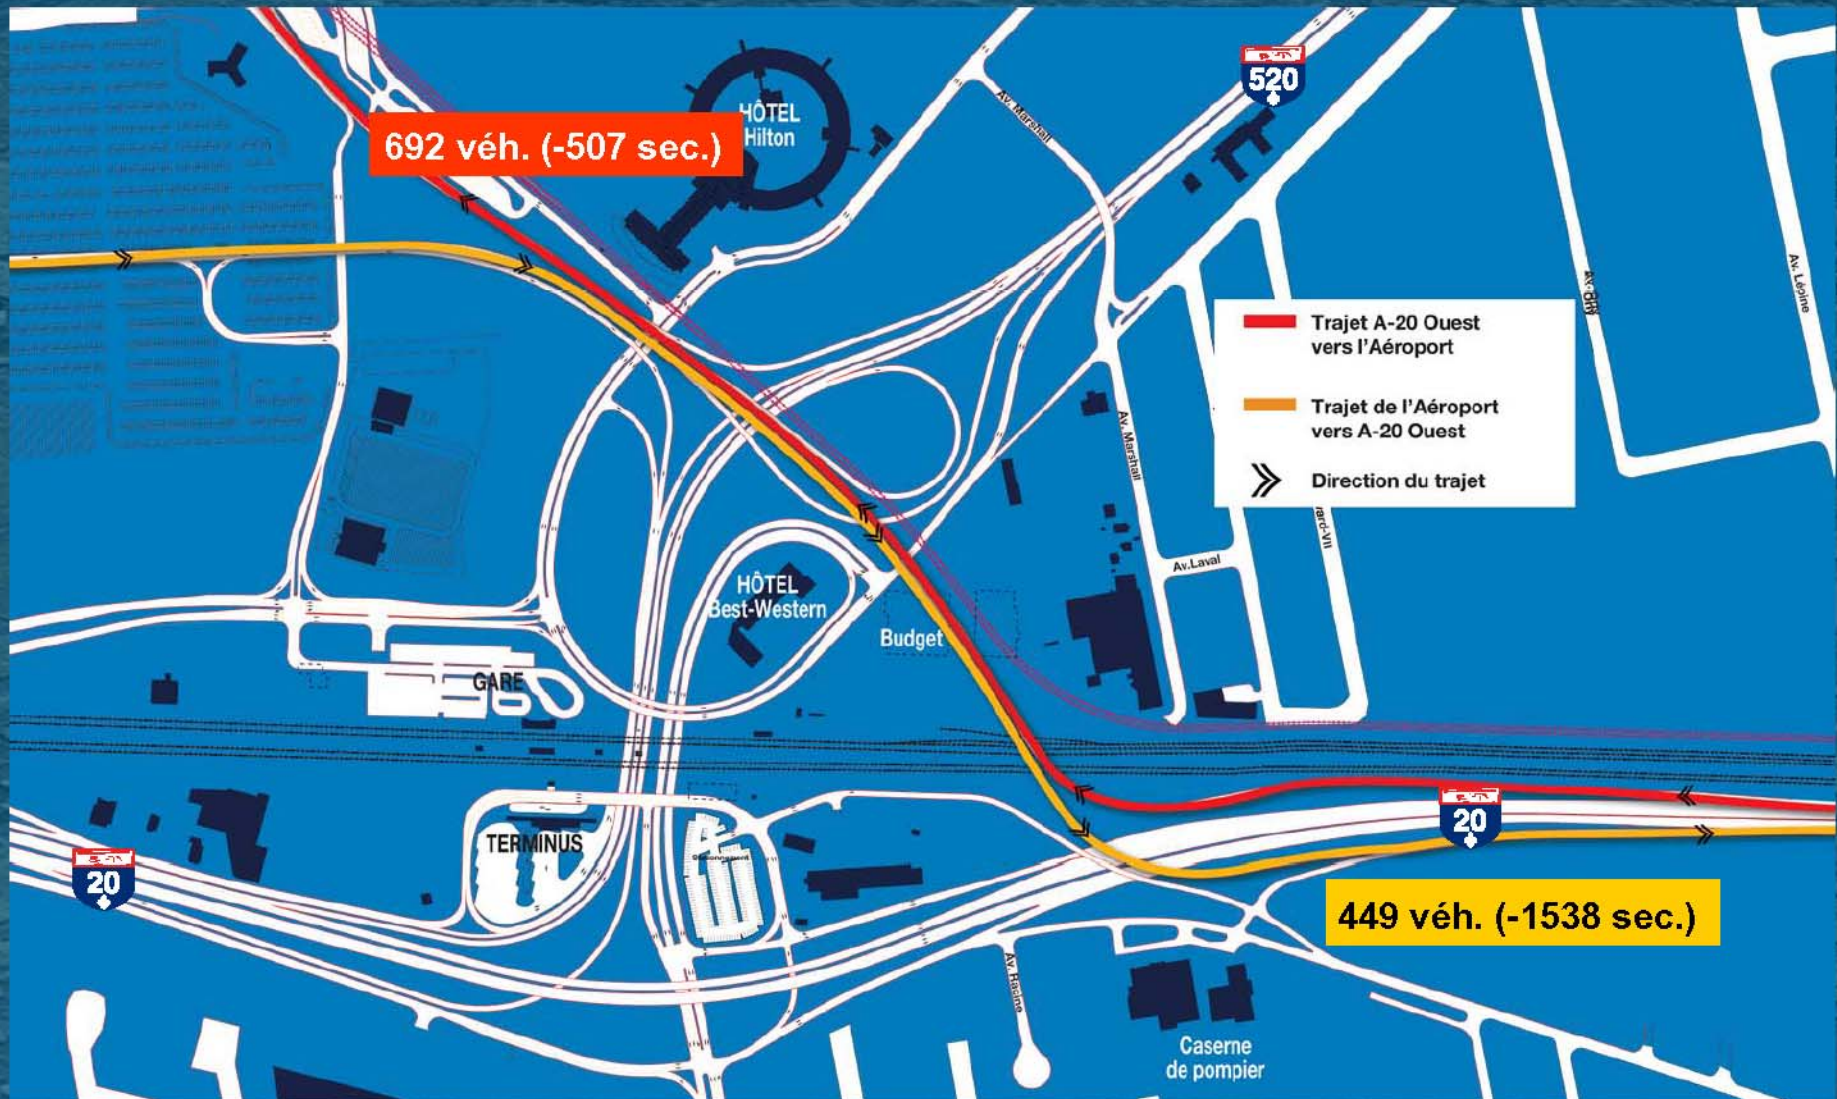 520
HÔTEL
Hilton
Av. Marshall
692 véh. (-507 sec.)
Av. Lépine
Trajet A-20 Ouest
vers l'Aéroport
Trajet de l'Aéroport
vers A-20 Ouest
Direction du trajet
Av. Marshall
Av.Laval
HÔTEL
Best-Western
Budget
GARE
TERMINUS
20
20
449 véh. (-1538 sec.)
Av. Racine
Caserne
de pompier